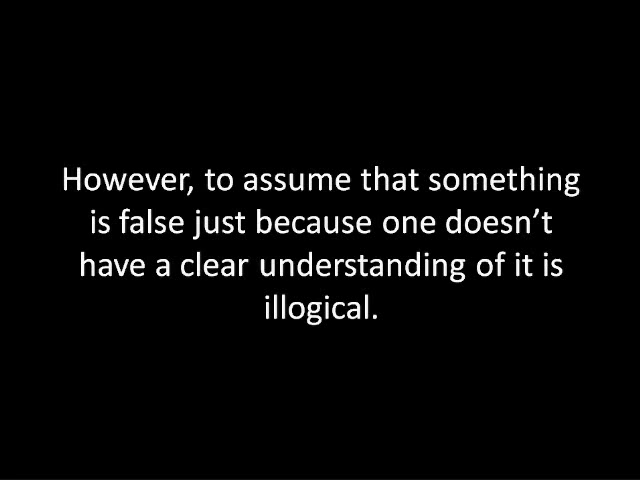 However, to assume that something
is false just because one doesn’t
have a clear understanding of it is
illogical.